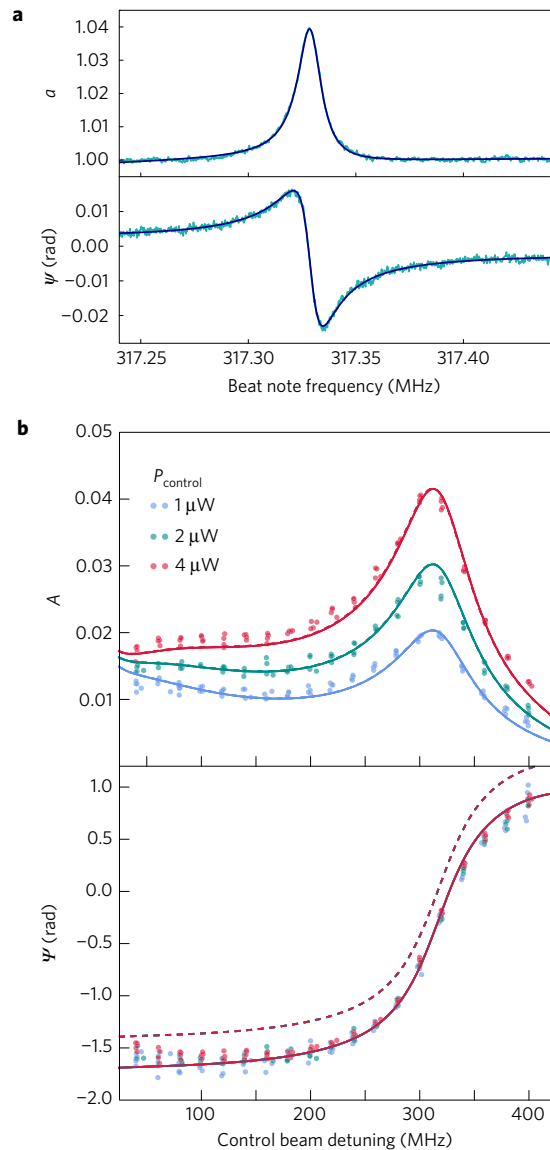 a
1.04
1.03
a
1.02
1.01
1.00
0.01
0.00
ψ (rad)
−0.01
−0.02
317.25 317.30 317.35 317.40
Beat note frequency (MHz)
b
0.05
Pcontrol
0.04
1 μW
2 μW
0.03
4 μW
A
0.02
0.01
1.0
0.5
0.0
Ψ (rad)
−0.5
−1.0
−1.5
−2.0
100 200 300 400
Control beam detuning (MHz)